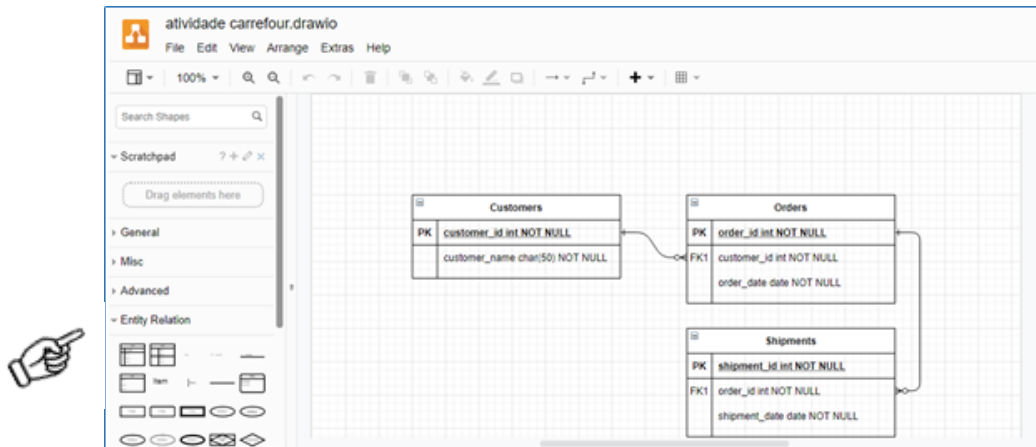 atividade carrefour.drawio
File Edit View Arrange Extras Help
100%
Search Shapes
Scratchpad
Drag elements here
General
Misc
Advanced
Entity Relation
Item
Customers
PK customer_id int NOT NULL
customer_name char(50) NOT NULL
Orders
PK order_id int NOT NULL
FK1 customer_id int NOT NULL
order_date date NOT NULL
Shipments
PK shipment_id int NOT NULL
FK1 order_id int NOT NULL
shipment_date date NOT NULL